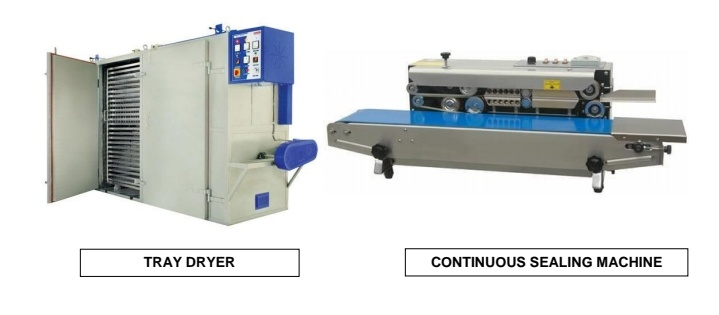 TRAY DRYER
CONTINUOUS SEALING MACHINE